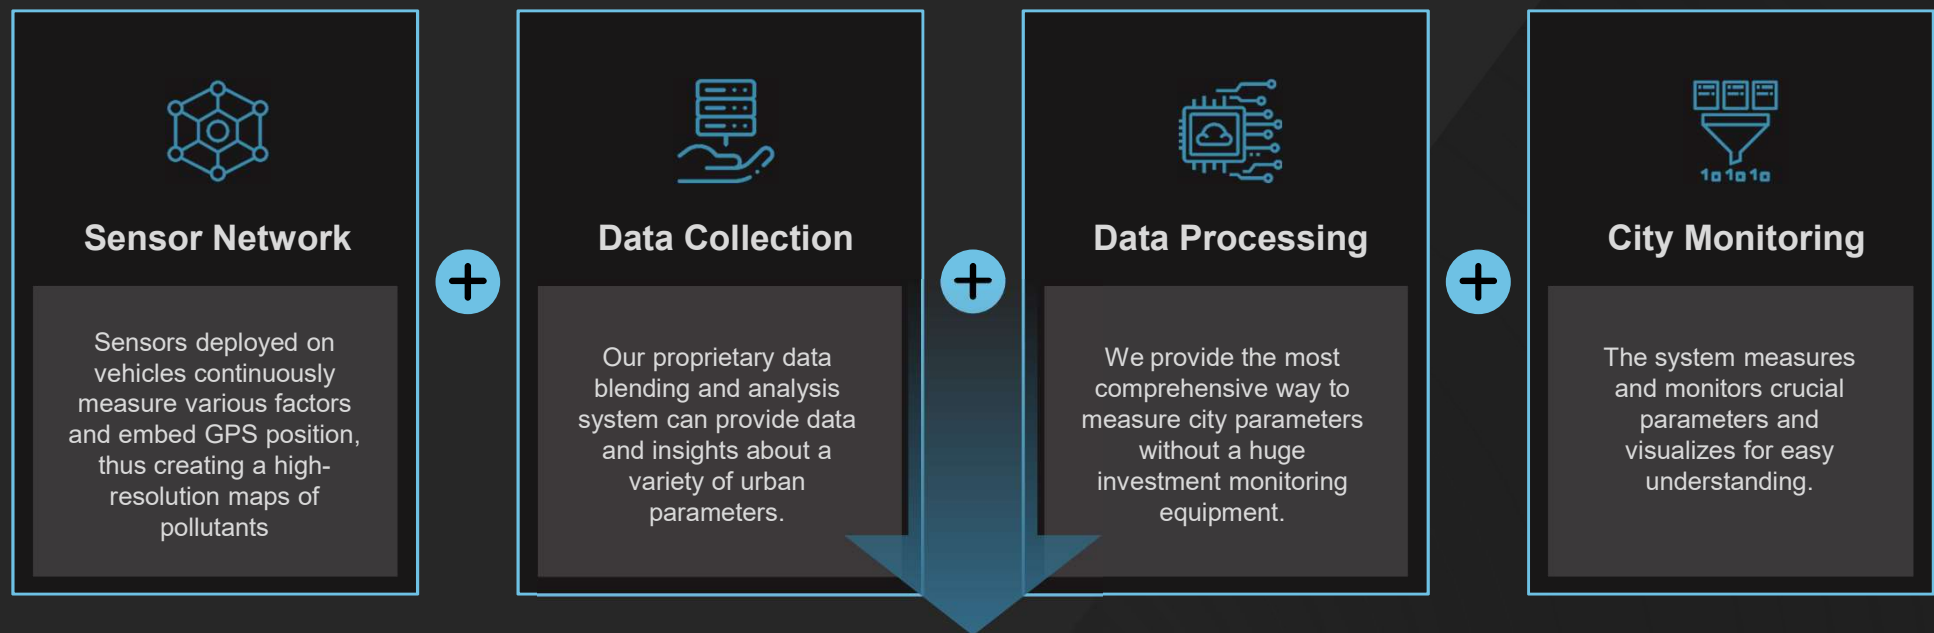 101010
Sensor Network
Sensors deployed on
vehicles continuously
measure various factors
and embed GPS position,
thus creating a high-
resolution maps of
pollutants
Data Collection
Our proprietary data
blending and analysis
system can provide data
and insights about a
variety of urban
parameters.
Data Processing
We provide the most
comprehensive way to
measure city parameters
without a huge
investment monitoring
equipment.
City Monitoring
The system measures
and monitors crucial
parameters and
visualizes for easy
understanding.